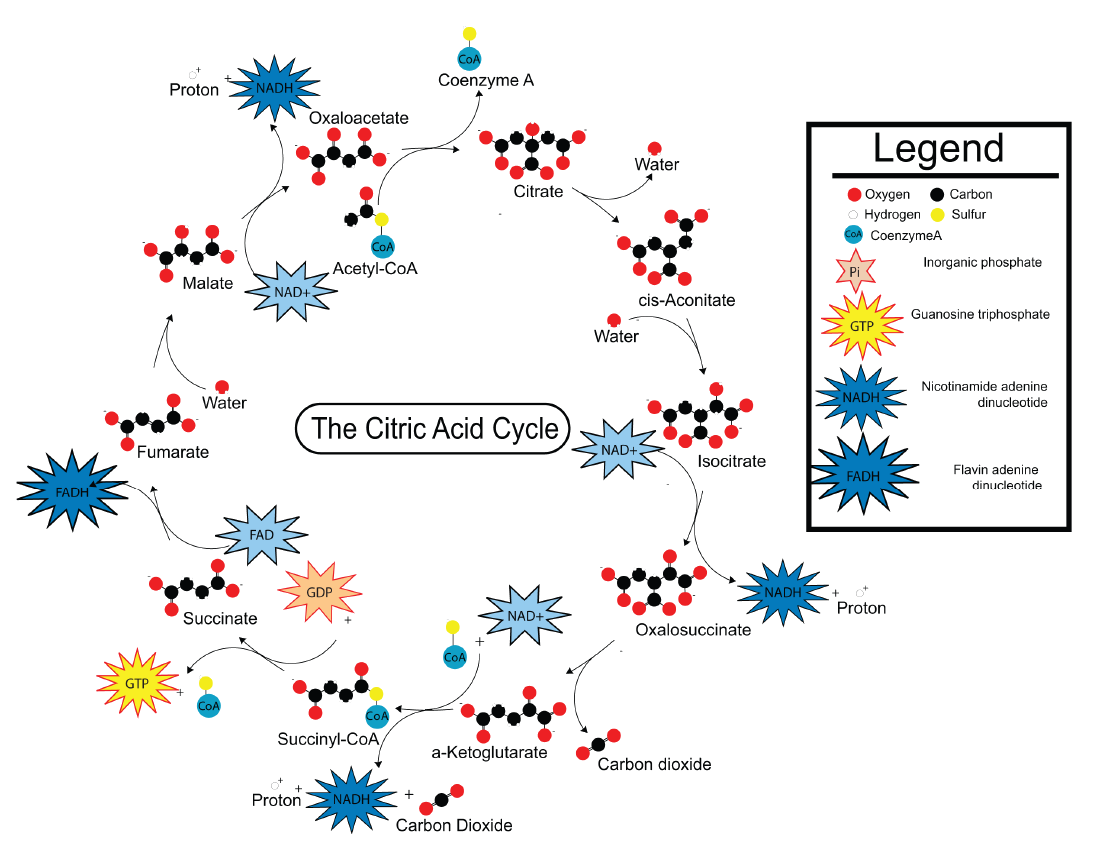 The Citric Acid Cycle
CoA
Coenzyme A
+
Proton
+
NADH
Oxaloacetate
Citrate
Water
CoA
Acetyl-CoA
Malate
NAD+
cis-Aconitate
Water
Water
Fumarate
NAD+
Isocitrate
FADH
FAD
Succinate
GDP
+
NAD+
CoA
+
Oxalosuccinate
NADH
+
+
Proton
GTP
+
CoA
CoA
Succinyl-CoA
a-Ketoglutarate
Carbon dioxide
+
Proton
+
NADH
+
Carbon Dioxide
Legend
Oxygen
Carbon
Hydrogen
Sulfur
CoA
CoenzymeA
Pi
Inorganic phosphate
GTP
Guanosine triphosphate
NADH
Nicotinamide adenine
dinucleotide
FADH
Flavin adenine
dinucleotide